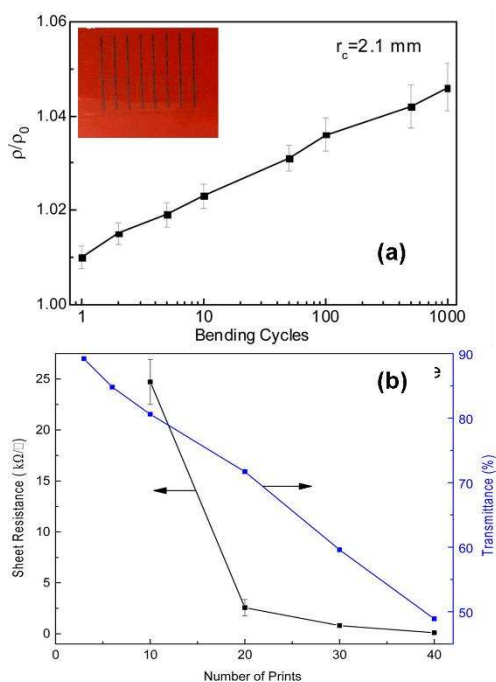 1.06
1.04
1.02
1.00
ρ/ρ0
rc=2.1 mm
(a)
1
10
100
1000
Bending Cycles
25
20
15
10
5
0
Sheet Resistance ( kΩ/□)
(b)
e
90
80
70
60
50
Transmittance (%)
0
10
20
30
40
Number of Prints